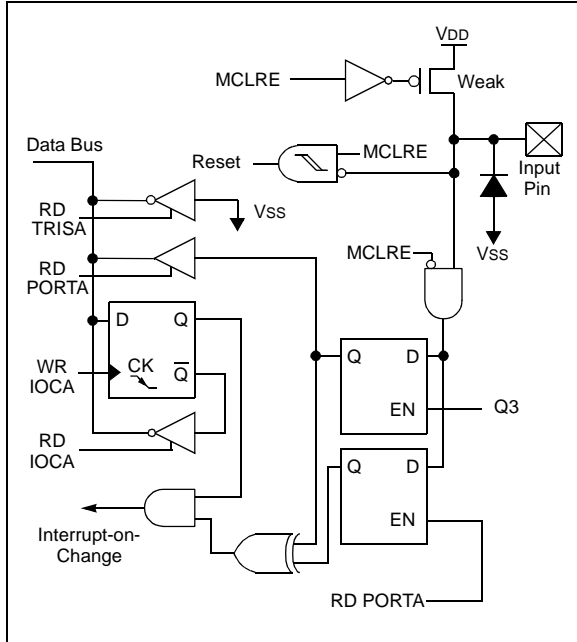 VDD
MCLRE
Weak
Data Bus
Reset
MCLRE
Input
Pin
RD
TRISA
VSS
VSS
RD
PORTA
MCLRE
D
Q
Q
D
WR
IOCA
CK
Q
EN
Q3
RD
IOCA
Q
D
EN
Interrupt-on-
Change
RD PORTA